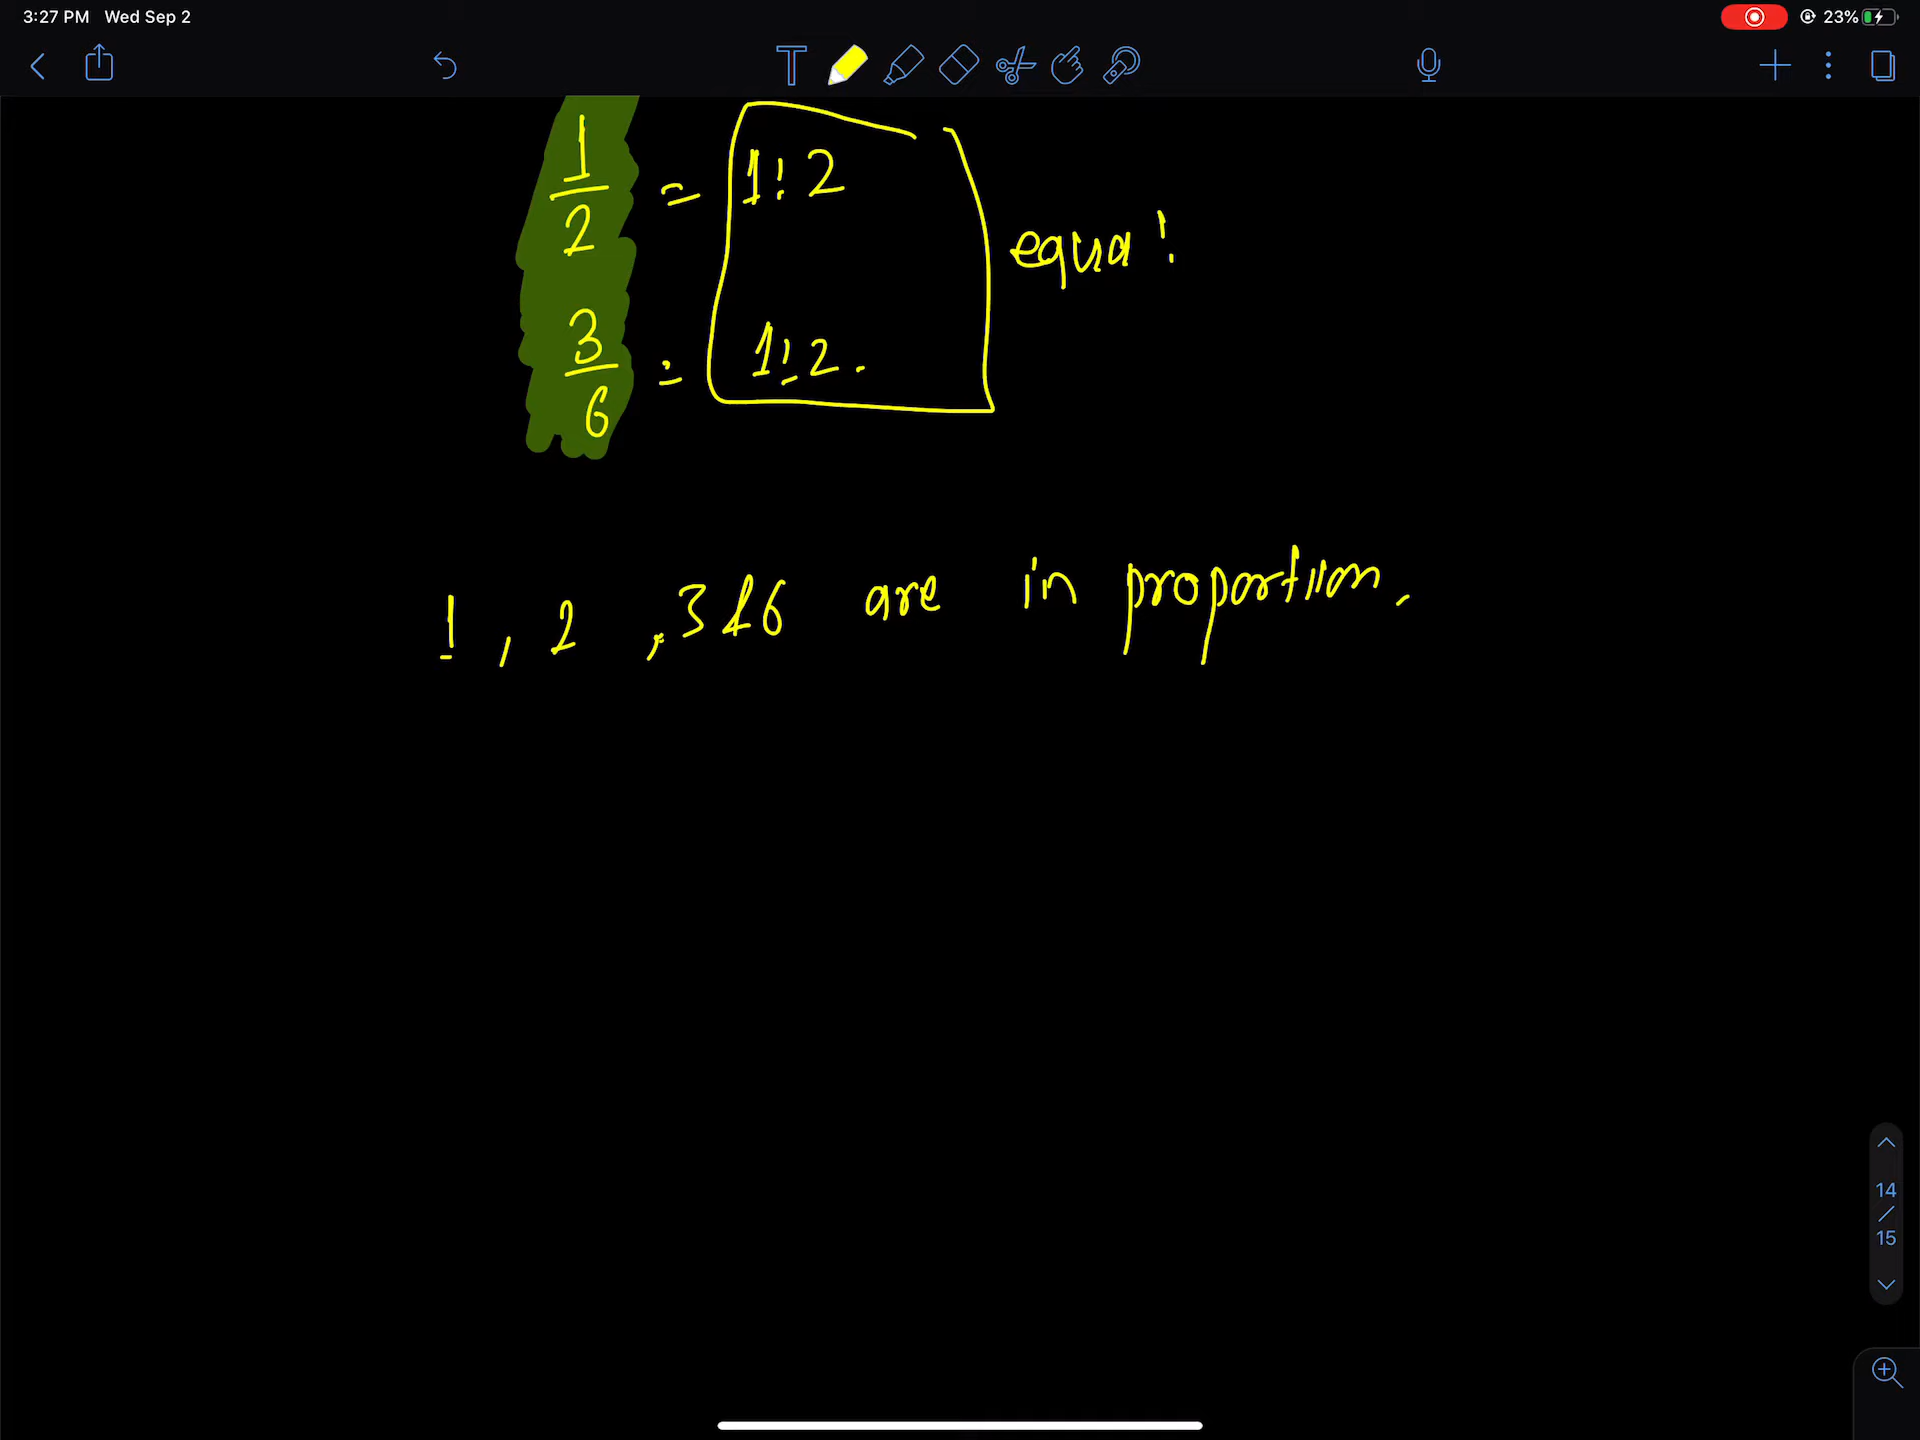 3:27 PM Wed Sep 2
23%
1/2 = 1:2
equal
3/6 = 1:2.
1, 2, 3 & 6 are in proportion.
14
/
15